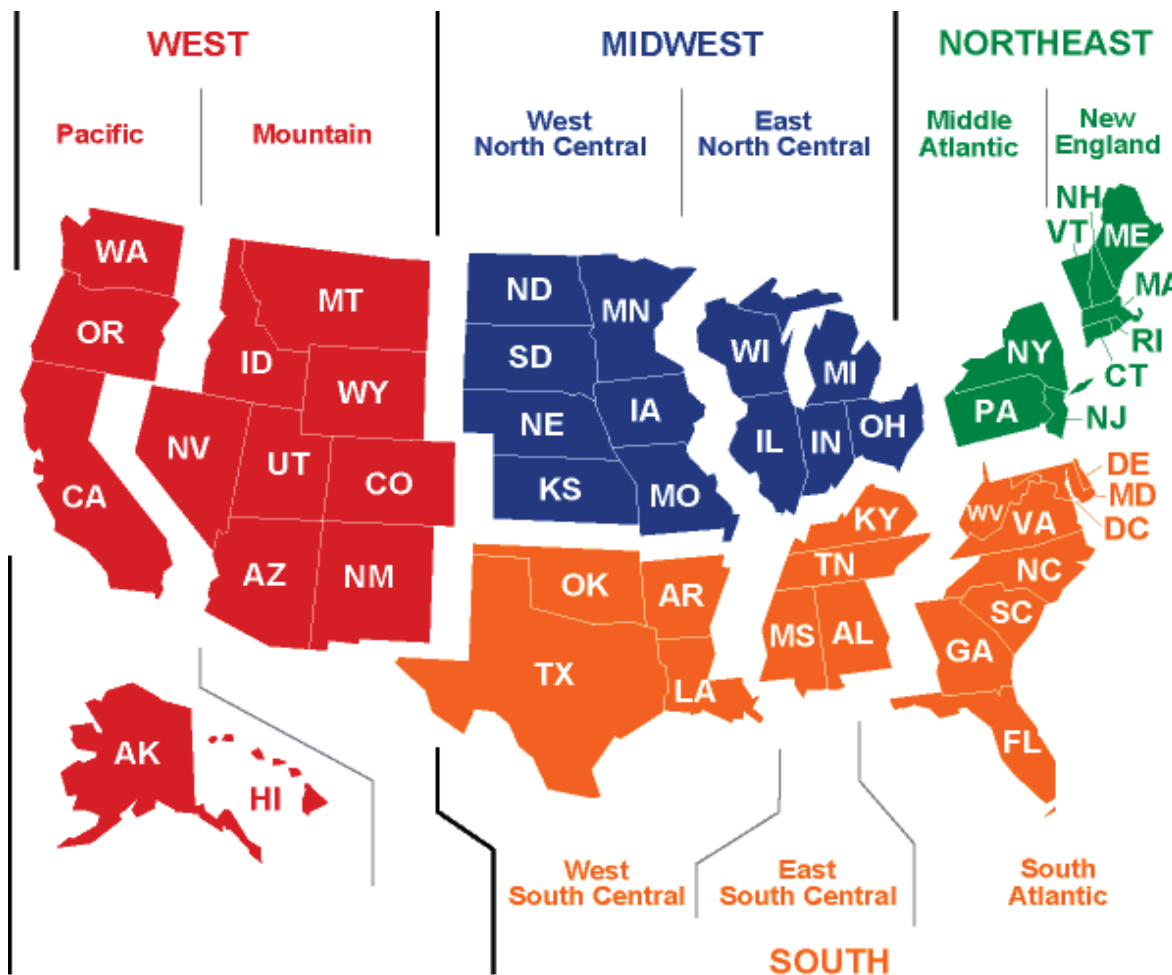 WEST
MIDWEST
NORTHEAST
Pacific
Mountain
West
North Central
East
North Central
Middle
Atlantic
New
England
WA
OR
CA
MT
ID
WY
NV
UT
CO
AZ
NM
AK
HI
ND
SD
NE
KS
MN
IA
MO
WI
MI
IL
IN
OH
NH
VT
ME
MA
RI
CT
NY
PA
NJ
DE
MD
DC
WV
VA
NC
SC
GA
FL
KY
TN
MS
AL
OK
AR
TX
LA
West
South Central
East
South Central
South
Atlantic
SOUTH